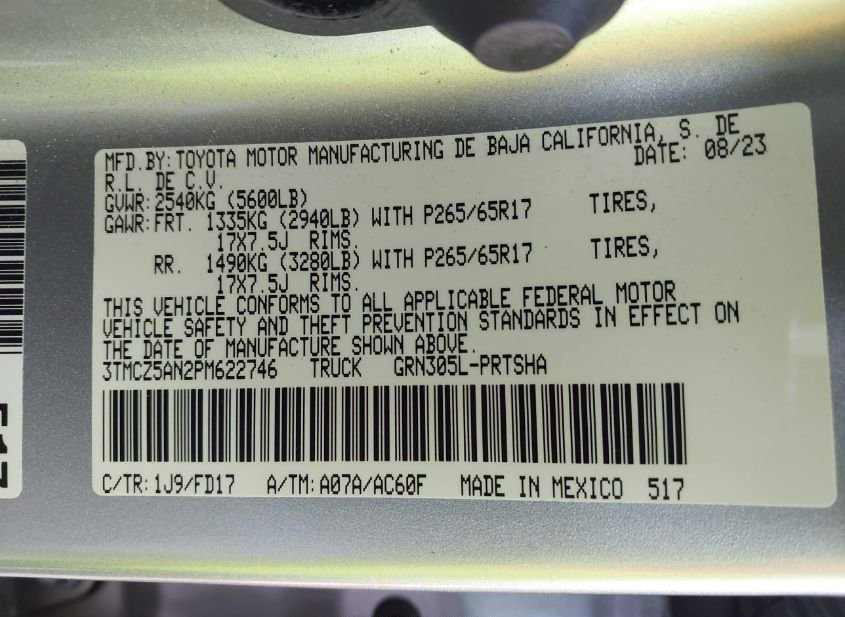 MFD.BY:TOYOTA MOTOR MANUFACTURING DE BAJA CALIFORNIA, S. DE
R.L. DE C.V. DATE: 08/23
GVWR:2540KG (5600LB)
GAWR:FRT. 1335KG (2940LB) WITH P265/65R17 TIRES,
17X7.5J RIMS.
RR. 1490KG (3280LB) WITH P265/65R17 TIRES,
17X7.5J RIMS.
THIS VEHICLE CONFORMS TO ALL APPLICABLE FEDERAL MOTOR
VEHICLE SAFETY AND THEFT PREVENTION STANDARDS IN EFFECT ON
THE DATE OF MANUFACTURE SHOWN ABOVE.
3TMCZ5AN2PM622746 TRUCK GRN305L-PRTSHA
C/TR:1J9/FD17 A/TM:A07A/AC60F MADE IN MEXICO 517